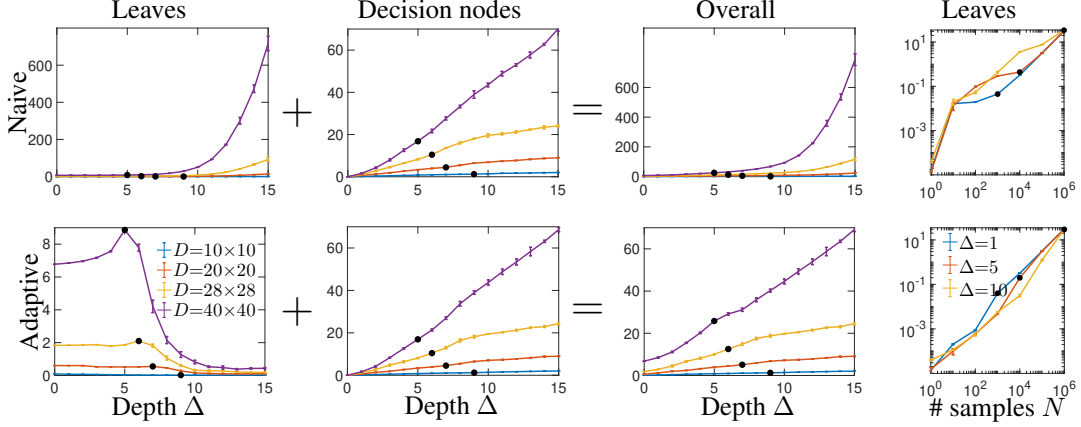 Leaves Decision nodes Overall Leaves
Naive
600
400
200
0
0 5 10 15
+
60
40
20
0
0 5 10 15
=
800
600
400
200
0
0 5 10 15
10^1
10^-1
10^-3
10^-5
10^0 10^2 10^4 10^6
Adaptive
8
6
4
2
0
0 5 10 15
D=10×10
D=20×20
D=28×28
D=40×40
Depth Δ
+
60
40
20
0
0 5 10 15
Depth Δ
=
60
40
20
0
0 5 10 15
Depth Δ
10^1
10^-1
10^-3
10^0 10^2 10^4 10^6
Δ=1
Δ=5
Δ=10
# samples N